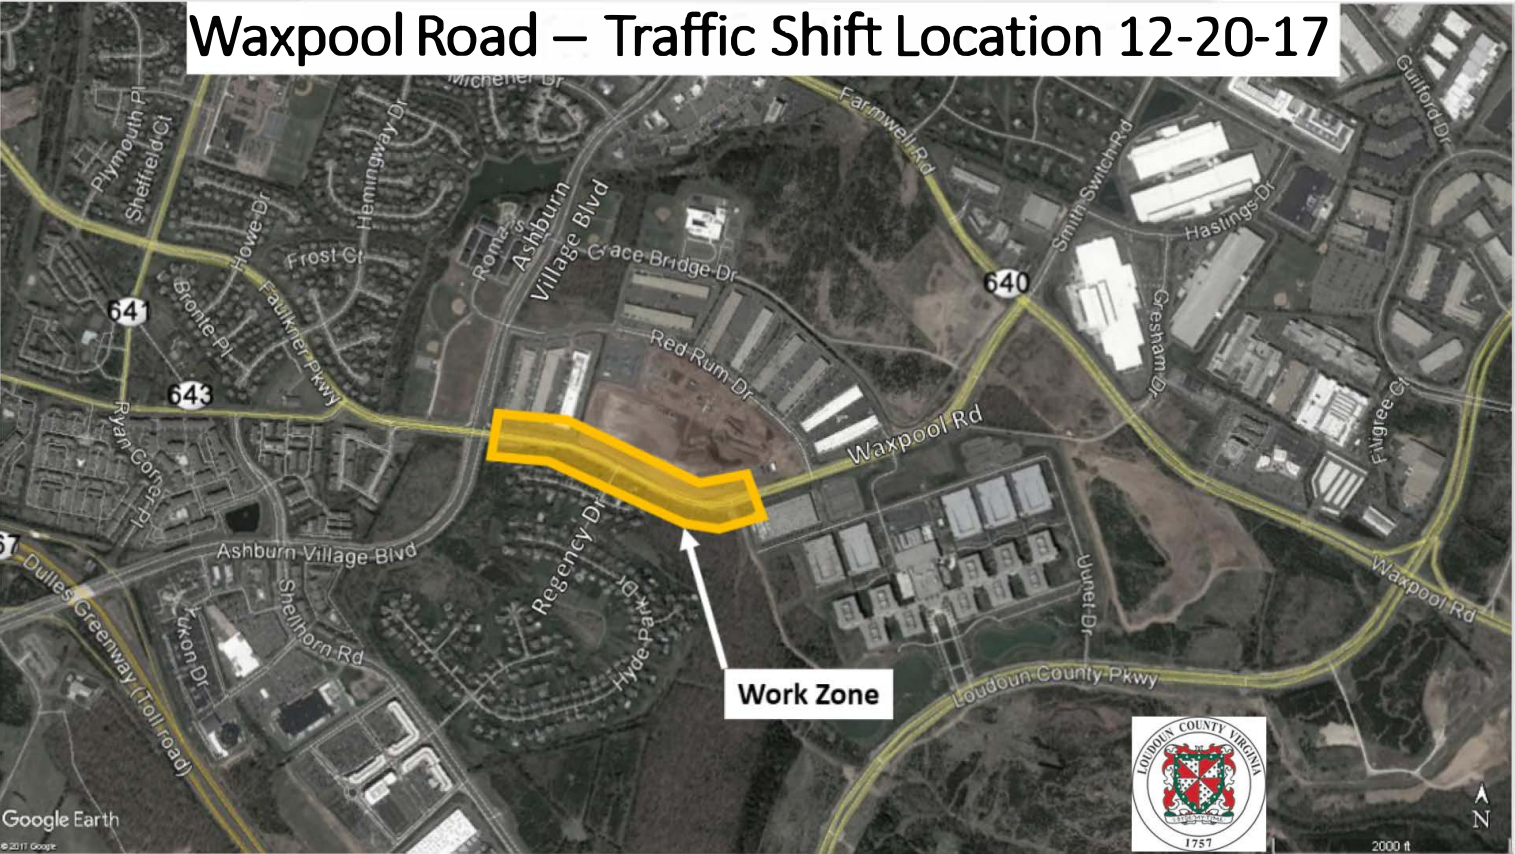 Waxpool Road – Traffic Shift Location 12-20-17
Michener Dr
Guilford Dr
Farmwell Rd
Plymouth Pl
Sheffield Ct
Hemingway Dr
Smith Switch Rd
Ashburn
Village Blvd
Howe Dr
Hastings Dr
Frost Ct
Grace Bridge Dr
640
641
Bronte Pl
Faulkner Pkwy
Gresham Dr
Red Rum Dr
643
Ryan Corner Pl
Waxpool Rd
Filigree Ct
Regency Dr
67
Ashburn Village Blvd
Dulles Greenway (Toll road)
Shellhorn Rd
Yukon Dr
Hyde Park Dr
Uunet Dr
Waxpool Rd
Loudoun County Pkwy
Work Zone
LOUDOUN COUNTY VIRGINIA
1757
N
Google Earth
© 2017 Google
2000 ft